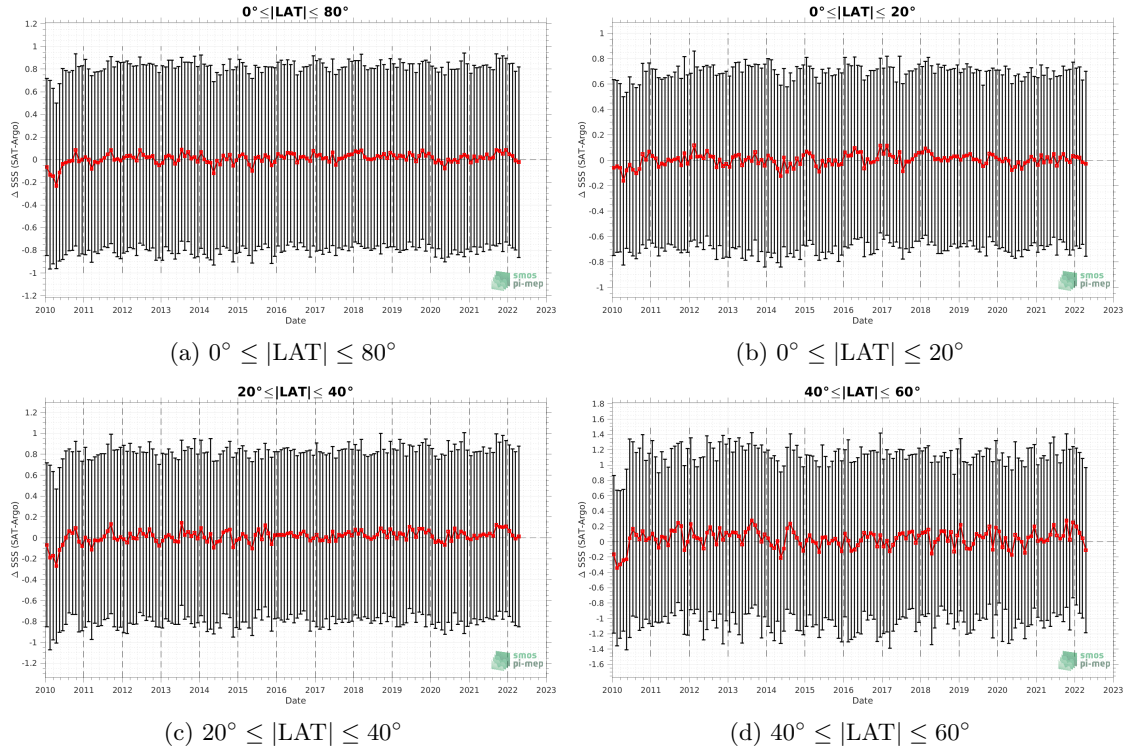 0°≤|LAT|≤ 80°
1.2
1
0.8
0.6
0.4
0.2
0
-0.2
-0.4
-0.6
-0.8
-1
-1.2
Δ SSS (SAT-Argo)
smos
pi-mep
2010 2011 2012 2013 2014 2015 2016 2017 2018 2019 2020 2021 2022 2023
Date
(a) 0° ≤ |LAT| ≤ 80°
0°≤|LAT|≤ 20°
1
0.8
0.6
0.4
0.2
0
-0.2
-0.4
-0.6
-0.8
-1
Δ SSS (SAT-Argo)
smos
pi-mep
2010 2011 2012 2013 2014 2015 2016 2017 2018 2019 2020 2021 2022 2023
Date
(b) 0° ≤ |LAT| ≤ 20°
20°≤|LAT|≤ 40°
1.2
1
0.8
0.6
0.4
0.2
0
-0.2
-0.4
-0.6
-0.8
-1
-1.2
Δ SSS (SAT-Argo)
smos
pi-mep
2010 2011 2012 2013 2014 2015 2016 2017 2018 2019 2020 2021 2022 2023
Date
(c) 20° ≤ |LAT| ≤ 40°
40°≤|LAT|≤ 60°
1.8
1.6
1.4
1.2
1
0.8
0.6
0.4
0.2
0
-0.2
-0.4
-0.6
-0.8
-1
-1.2
-1.4
-1.6
Δ SSS (SAT-Argo)
smos
pi-mep
2010 2011 2012 2013 2014 2015 2016 2017 2018 2019 2020 2021 2022 2023
Date
(d) 40° ≤ |LAT| ≤ 60°